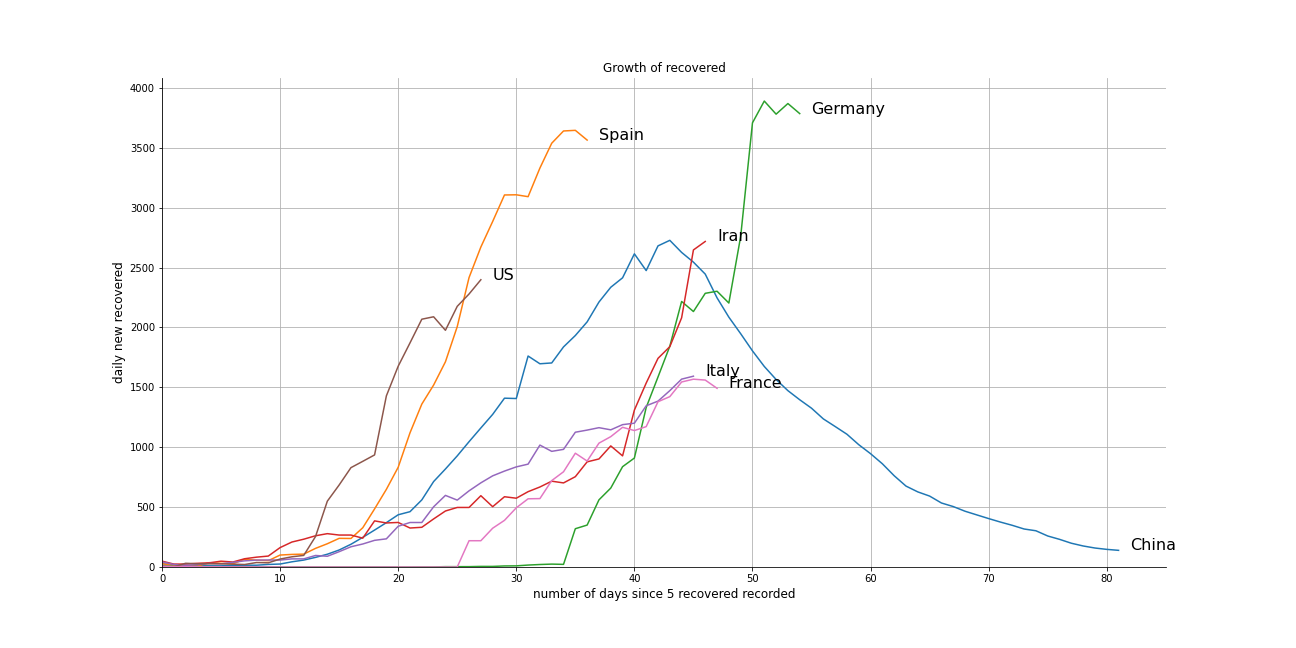 Growth of recovered
daily new recovered
4000
3500
3000
2500
2000
1500
1000
500
0
Germany
Spain
Iran
US
Italy
France
China
0 10 20 30 40 50 60 70 80
number of days since 5 recovered recorded